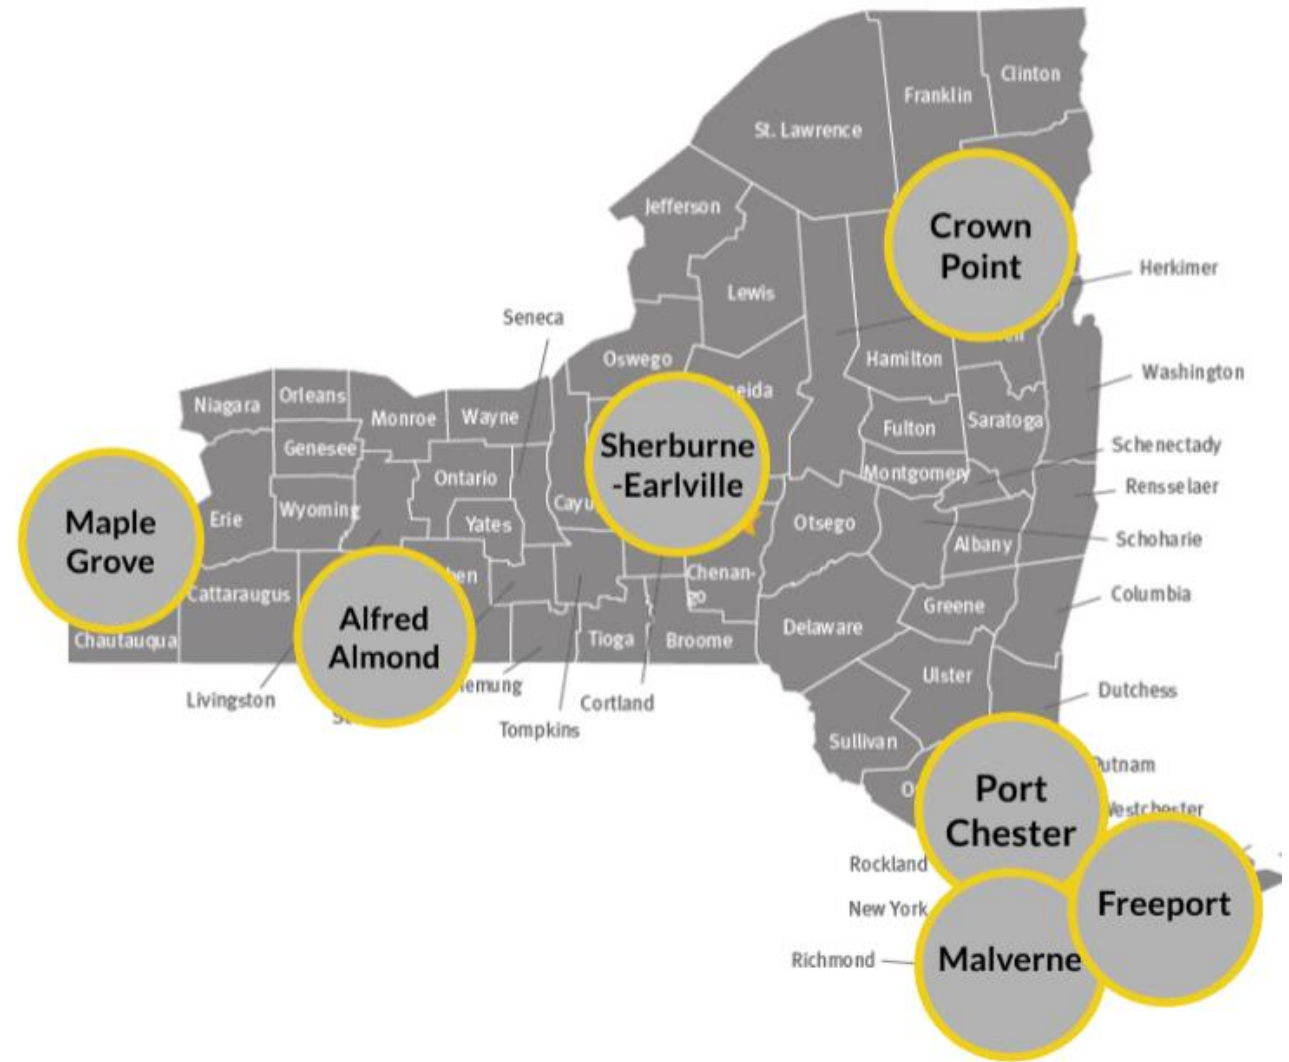 Clinton
Franklin
St. Lawrence
Crown
Point
Jefferson
Herkimer
Lewis
Seneca
Oswego
Hamilton
Washington
Niagara
Orleans
Monroe
Wayne
Fulton
Saratoga
Genesee
Sherburne
-Earlville
Schenectady
Ontario
Montgomery
Rensselaer
Maple
Grove
Erie
Wyoming
Yates
Otsego
Albany
Schoharie
Cattaraugus
Chenan-
go
Columbia
Greene
Alfred
Almond
Chautauqua
Tioga
Broome
Delaware
Ulster
Livingston
Cortland
Dutchess
Tompkins
Sullivan
Port
Chester
Rockland
Freeport
New York
Malverne
Richmond